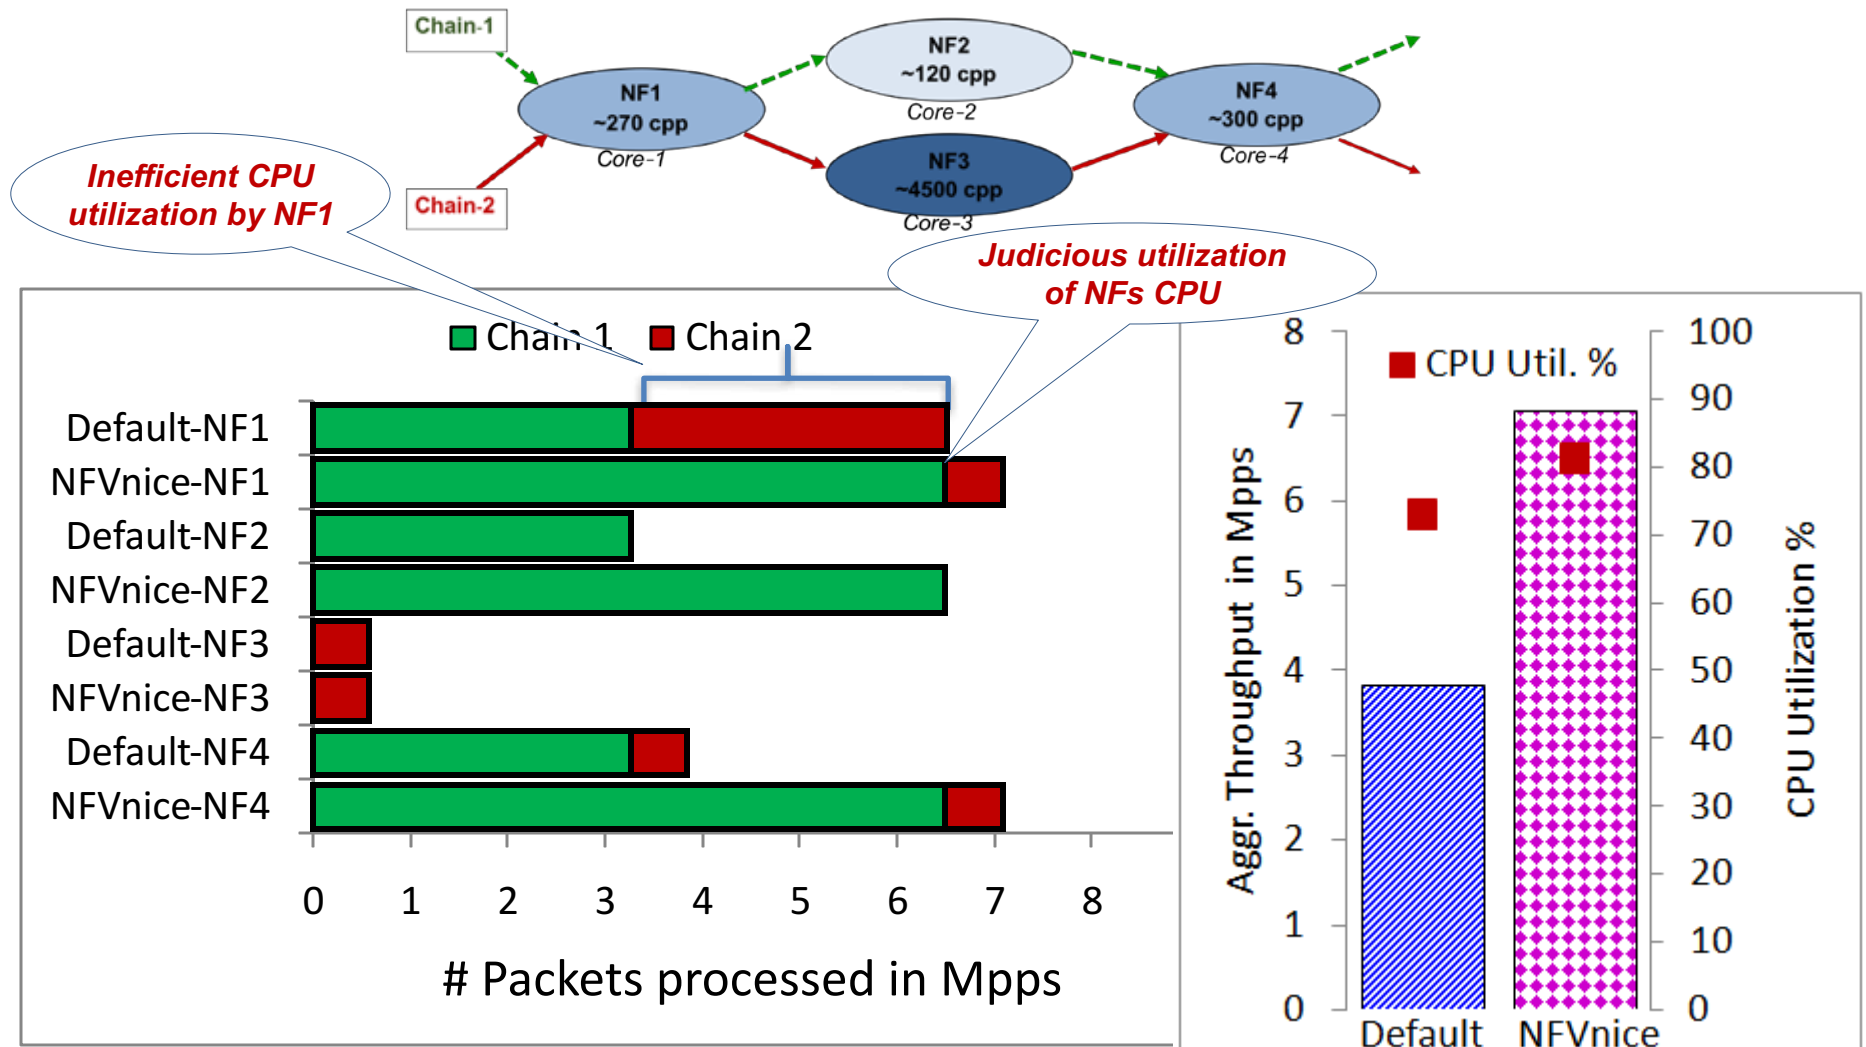 Chain-1
NF1
~270 cpp
Core-1
NF2
~120 cpp
Core-2
NF4
~300 cpp
Core-4
NF3
~4500 cpp
Core-3
Chain-2
Inefficient CPU
utilization by NF1
Judicious utilization
of NFs CPU
Chain 1
Chain 2
Default-NF1
NFVnice-NF1
Default-NF2
NFVnice-NF2
Default-NF3
NFVnice-NF3
Default-NF4
NFVnice-NF4
0 1 2 3 4 5 6 7 8
# Packets processed in Mpps
CPU Util. %
Aggr. Throughput in Mpps
8
7
6
5
4
3
2
1
0
100
90
80
70
60
50
40
30
20
10
0
CPU Utilization %
Default NFVnice